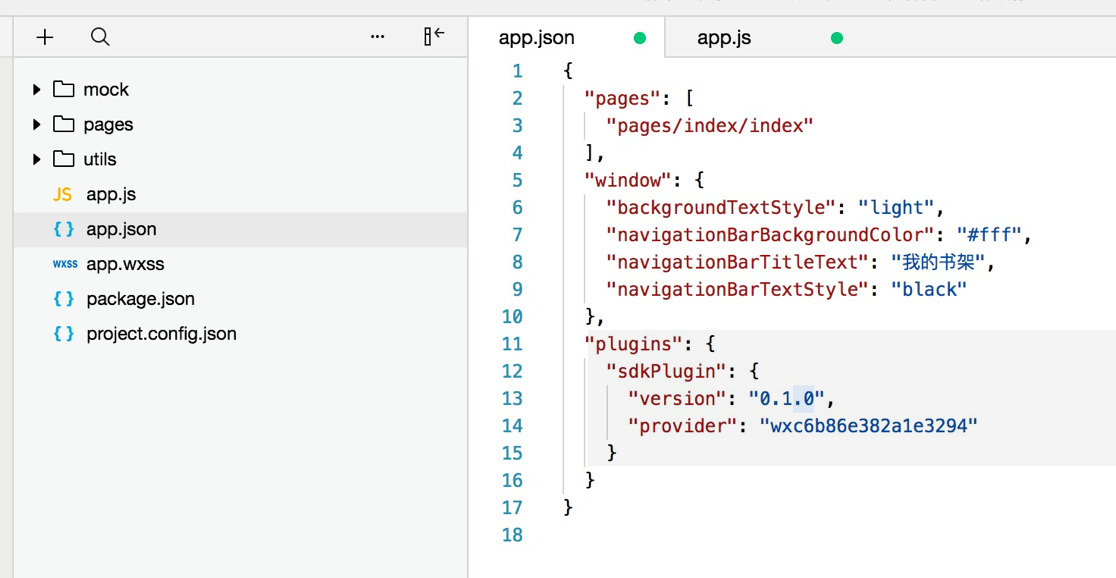 app.json
app.js
mock
pages
utils
JS app.js
{ } app.json
wxss app.wxss
{ } package.json
{ } project.config.json
1 {
2 "pages": [
3 "pages/index/index"
4 ],
5 "window": {
6 "backgroundTextStyle": "light",
7 "navigationBarBackgroundColor": "#fff",
8 "navigationBarTitleText": "我的书架",
9 "navigationBarTextStyle": "black"
10 },
11 "plugins": {
12 "sdkPlugin": {
13 "version": "0.1.0",
14 "provider": "wxc6b86e382a1e3294"
15 }
16 }
17 }
18